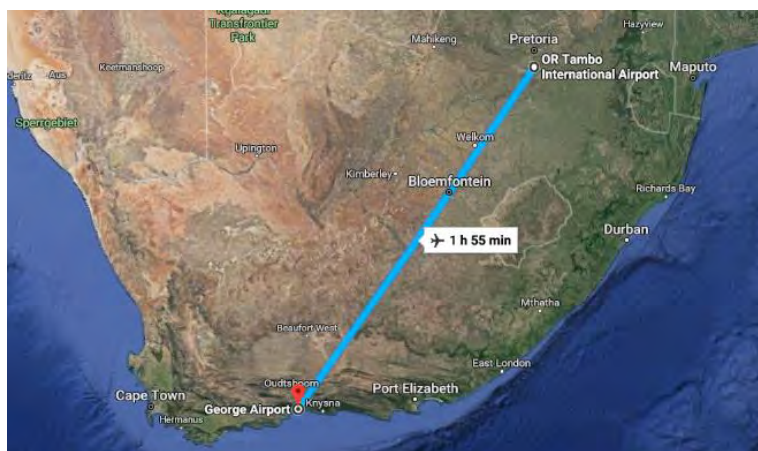 Kgalagadi
Transfrontier
Park
Mahikeng
Pretoria
Hazyview
OR Tambo
International Airport
Maputo
Keetmanshoop
Aus
Sperrgebiet
Welkom
Upington
Kimberley
Bloemfontein
Richards Bay
1 h 55 min
Durban
Mthatha
Beaufort West
East London
Oudtshoorn
Port Elizabeth
Cape Town
George Airport
Knysna
Hermanus